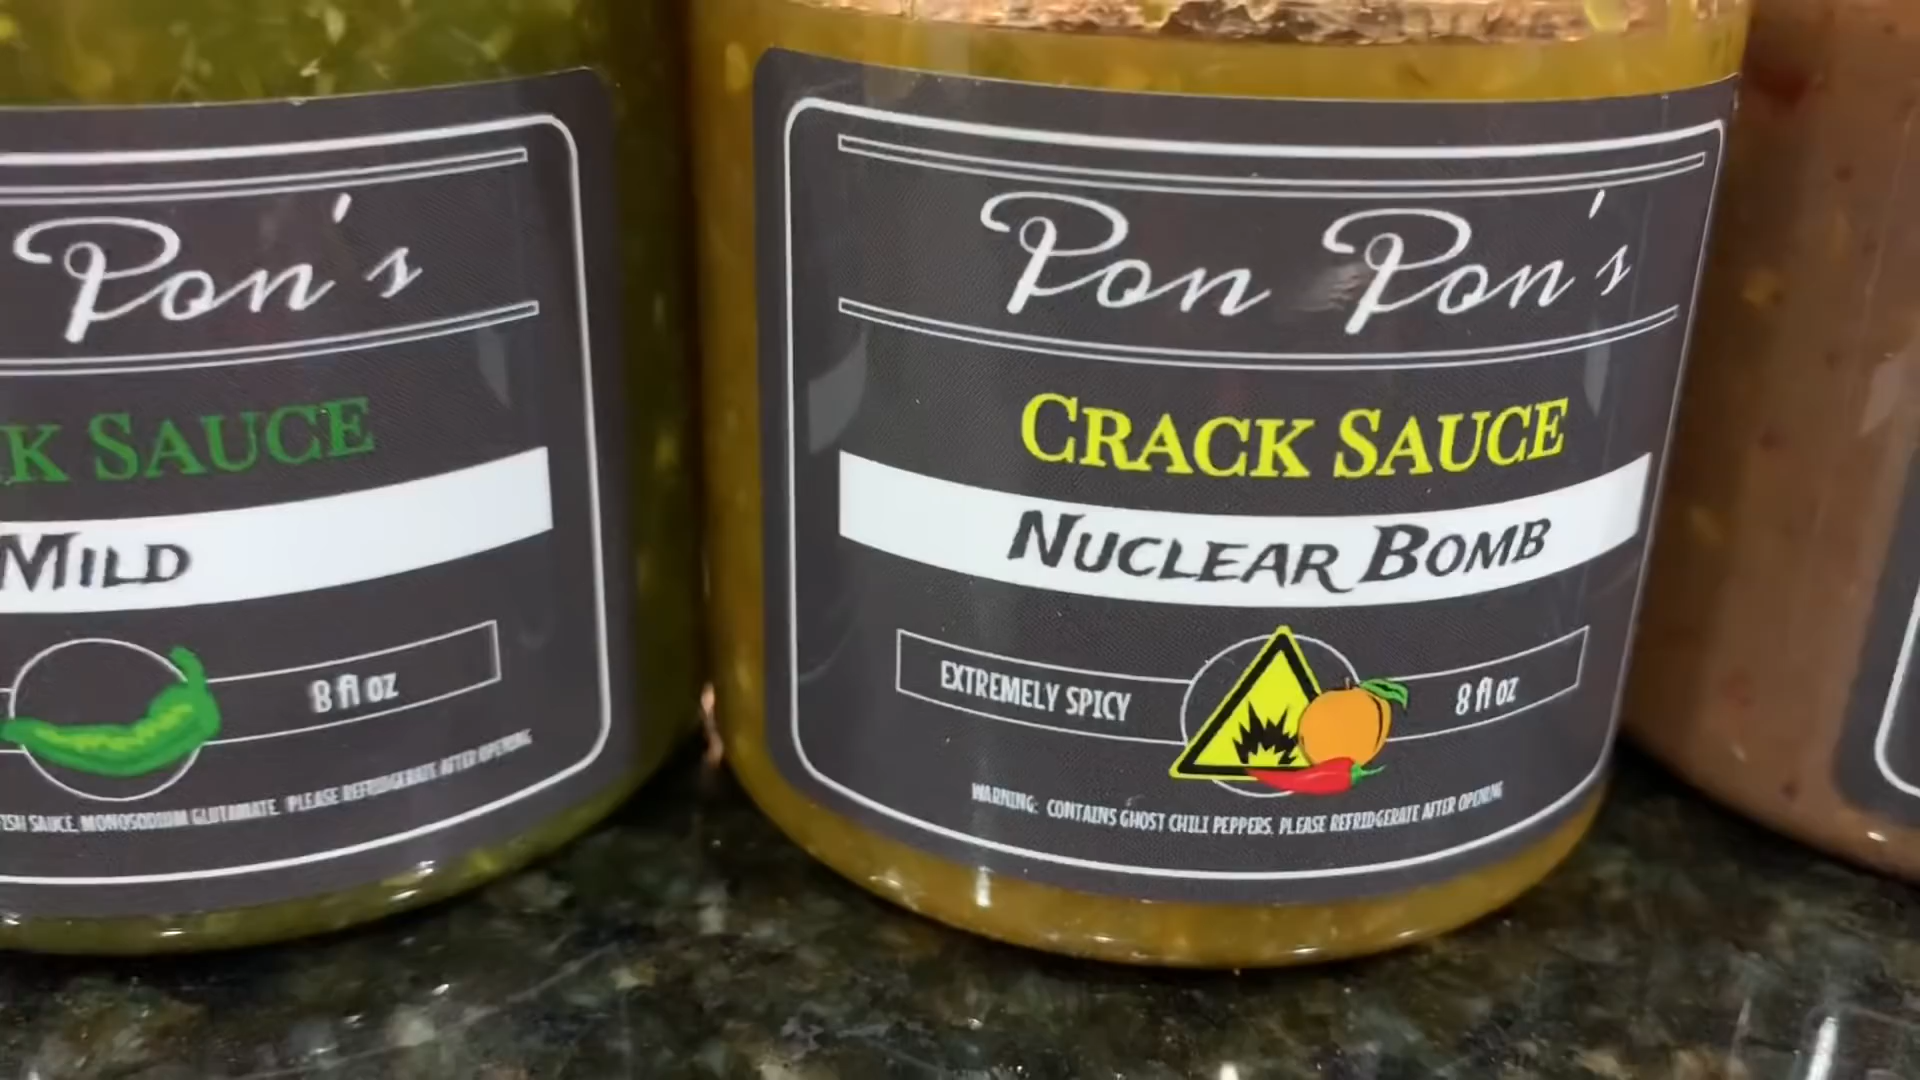 Pon's
K SAUCE
MILD
8 fl oz
FISH SAUCE, MONOSODIUM GLUTAMATE. PLEASE REFRIDGERATE AFTER OPENING
Pon Pon's
CRACK SAUCE
NUCLEAR BOMB
EXTREMELY SPICY
8 fl oz
WARNING: CONTAINS GHOST CHILI PEPPERS. PLEASE REFRIDGERATE AFTER OPENING